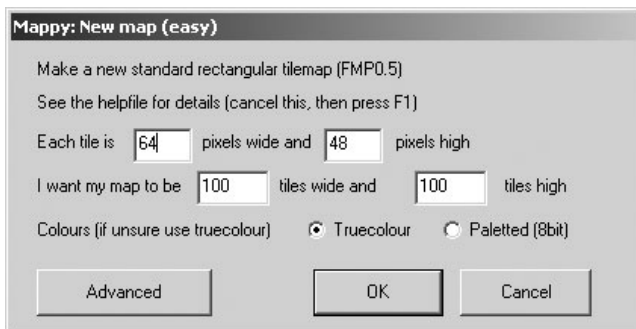 Mappy: New map (easy)
Make a new standard rectangular tilemap (FMP0.5)
See the helpfile for details (cancel this, then press F1)
Each tile is 64 pixels wide and 48 pixels high
I want my map to be 100 tiles wide and 100 tiles high
Colours (if unsure use truecolour) Truecolour Paletted (8bit)
Advanced OK Cancel